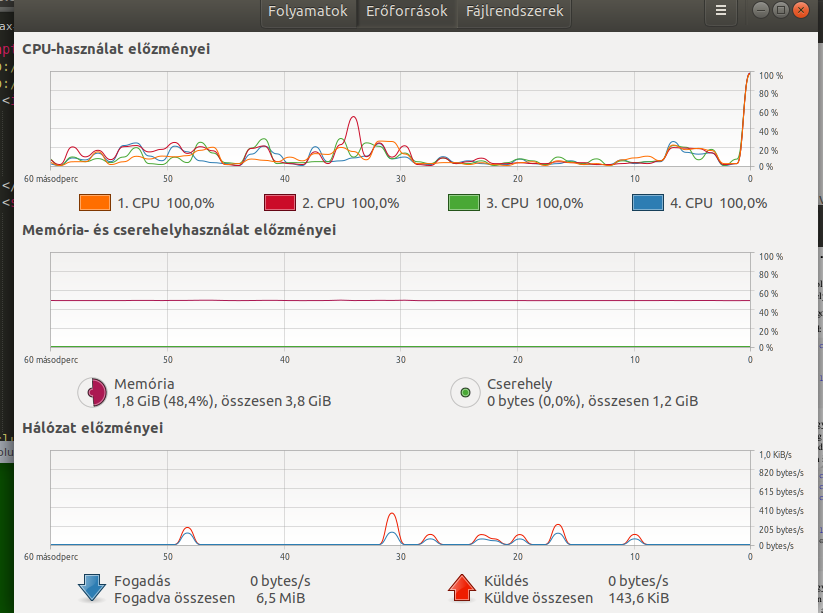 Folyamatok Erőforrások Fájlrendszerek
CPU-használat előzményei
100 %
80 %
60 %
40 %
20 %
0 %
60 másodperc 50 40 30 20 10 0
1. CPU 100,0% 2. CPU 100,0% 3. CPU 100,0% 4. CPU 100,0%
Memória- és cserehelyhasználat előzményei
100 %
80 %
60 %
40 %
20 %
0 %
60 másodperc 50 40 30 20 10 0
Memória
1,8 GiB (48,4%), összesen 3,8 GiB
Cserehely
0 bytes (0,0%), összesen 1,2 GiB
Hálózat előzményei
1,0 KiB/s
820 bytes/s
615 bytes/s
410 bytes/s
205 bytes/s
0 bytes/s
60 másodperc 50 40 30 20 10 0
Fogadás 0 bytes/s
Fogadva összesen 6,5 MiB
Küldés 0 bytes/s
Küldve összesen 143,6 KiB